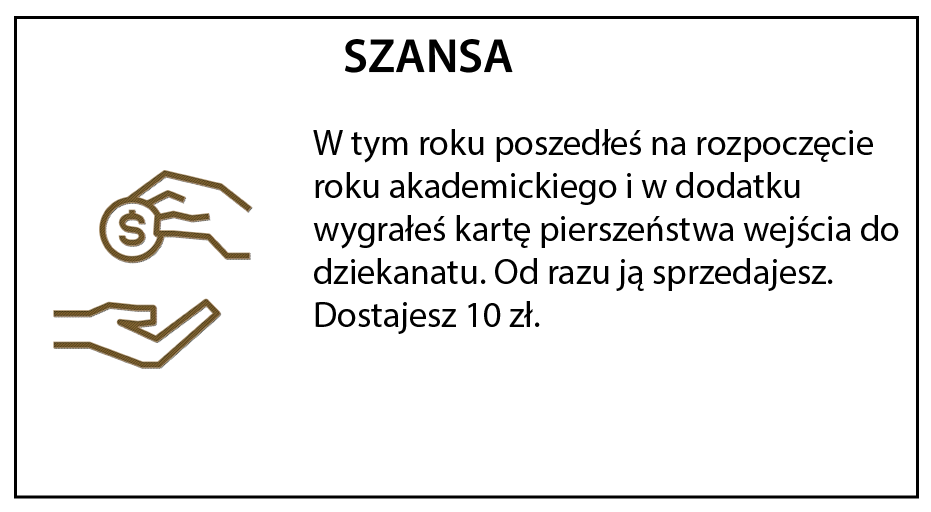 SZANSA
W tym roku poszedłeś na rozpoczęcie
roku akademickiego i w dodatku
wygrałeś kartę pierszeństwa wejścia do
dziekanatu. Od razu ją sprzedajesz.
Dostajesz 10 zł.
$